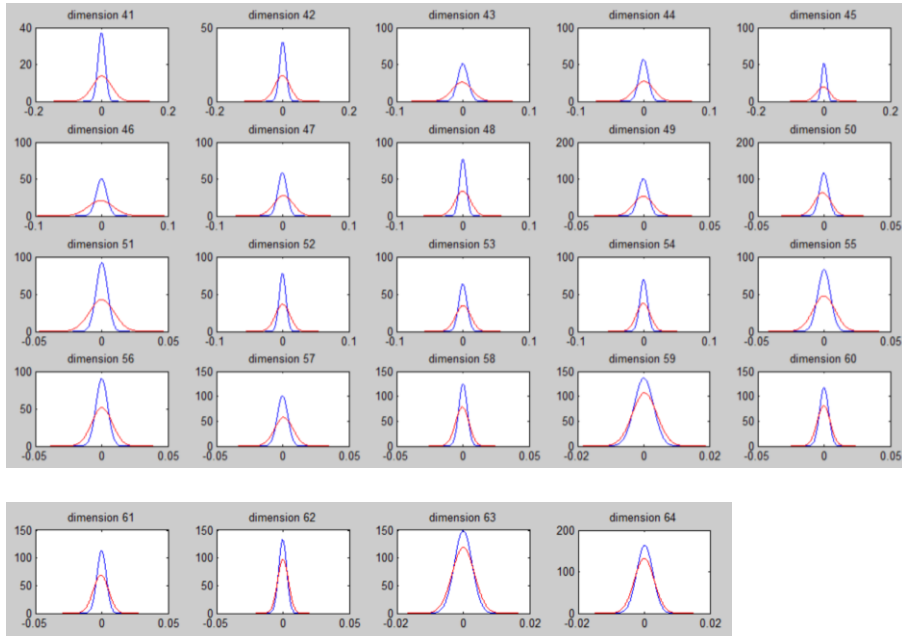 dimension 41 dimension 42 dimension 43 dimension 44 dimension 45
40 50 100 100 100
20 50 50 50
0 0 0 0 0
-0.2 0 0.2 -0.2 0 0.2 -0.1 0 0.1 -0.1 0 0.1 -0.2 0 0.2
dimension 46 dimension 47 dimension 48 dimension 49 dimension 50
100 100 100 200 200
50 50 50 100 100
0 0 0 0 0
-0.1 0 0.1 -0.1 0 0.1 -0.1 0 0.1 -0.05 0 0.05 -0.05 0 0.05
dimension 51 dimension 52 dimension 53 dimension 54 dimension 55
100 100 100 100 100
50 50 50 50 50
0 0 0 0 0
-0.05 0 0.05 -0.1 0 0.1 -0.1 0 0.1 -0.1 0 0.1 -0.05 0 0.05
dimension 56 dimension 57 dimension 58 dimension 59 dimension 60
100 150 150 150 150
50 100 100 100 100
50 50 50 50
0 0 0 0 0
-0.05 0 0.05 -0.05 0 0.05 -0.05 0 0.05 -0.02 0 0.02 -0.05 0 0.05
dimension 61 dimension 62 dimension 63 dimension 64
150 150 150 200
100 100 100 100
50 50 50
0 0 0 0
-0.05 0 0.05 -0.05 0 0.05 -0.02 0 0.02 -0.02 0 0.02